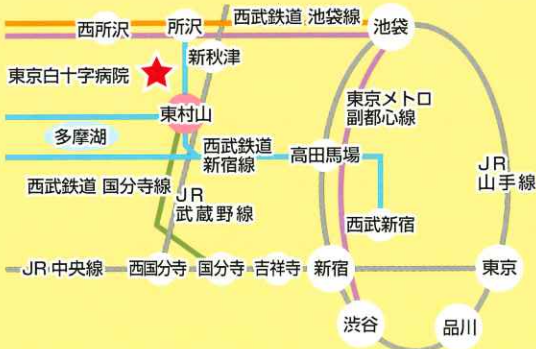 西武鉄道 池袋線
所沢
池袋
西所沢
新秋津
東京白十字病院
東京メトロ
副都心線
東村山
多摩湖
西武鉄道
新宿線
高田馬場
JR
山手線
西武鉄道 国分寺線
JR
武蔵野線
西武新宿
JR中央線
西国分寺
国分寺
吉祥寺
新宿
東京
渋谷
品川